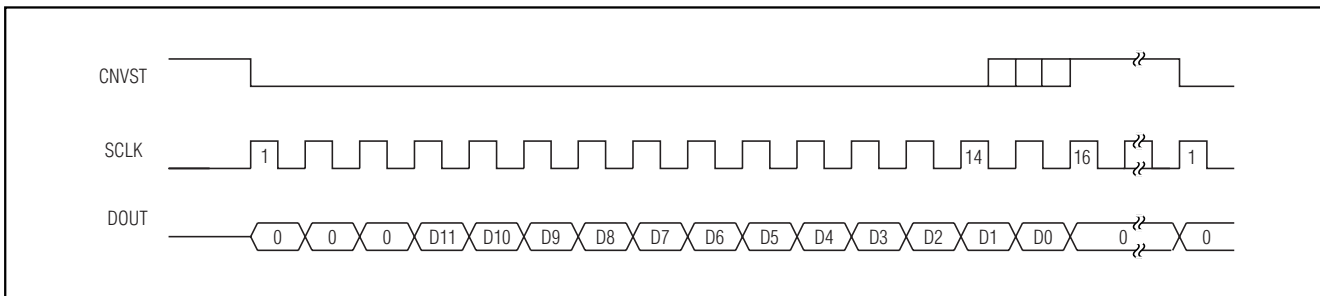 CNVST
SCLK 1 14 16 1
DOUT 0 0 0 D11 D10 D9 D8 D7 D6 D5 D4 D3 D2 D1 D0 0 0